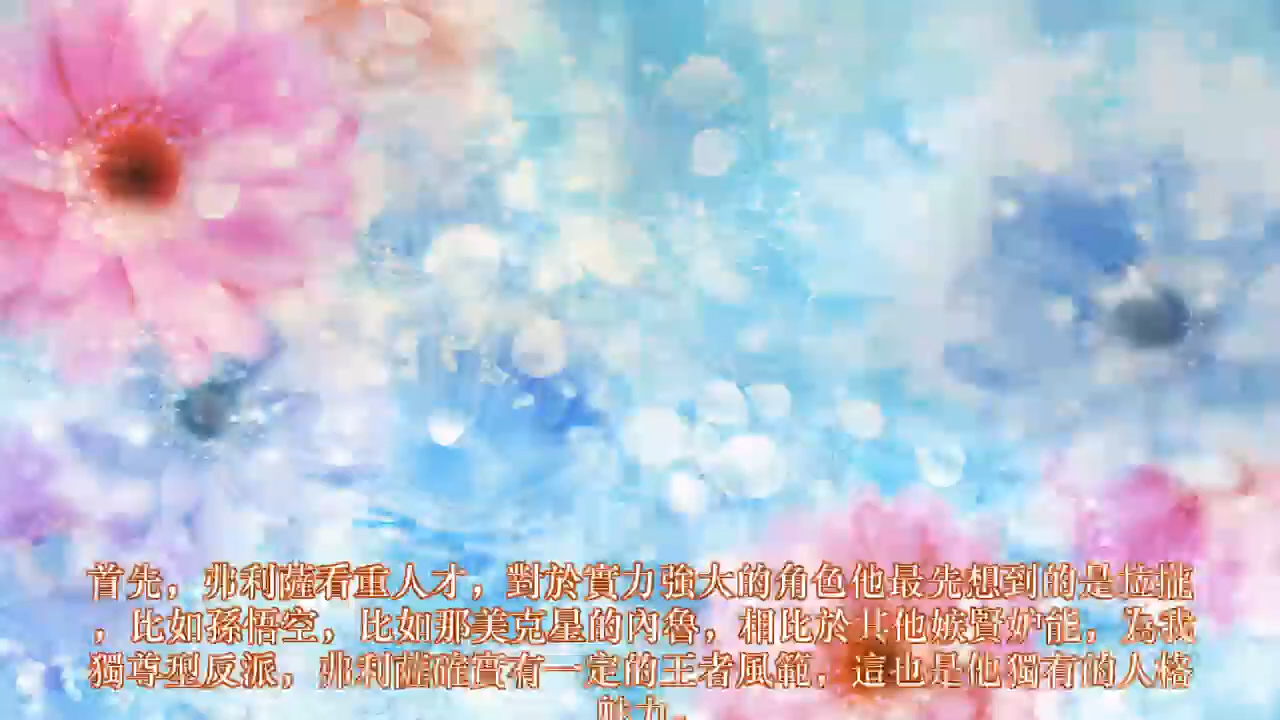 首先，弗利薩看重人才，對於實力強大的角色他最先想到的是拉攏
，比如孫悟空，比如那美克星的內魯，相比於其他嫉賢妒能，為我
獨尊型反派，弗利薩確實有一定的王者風範，這也是他獨有的人格
魅力。